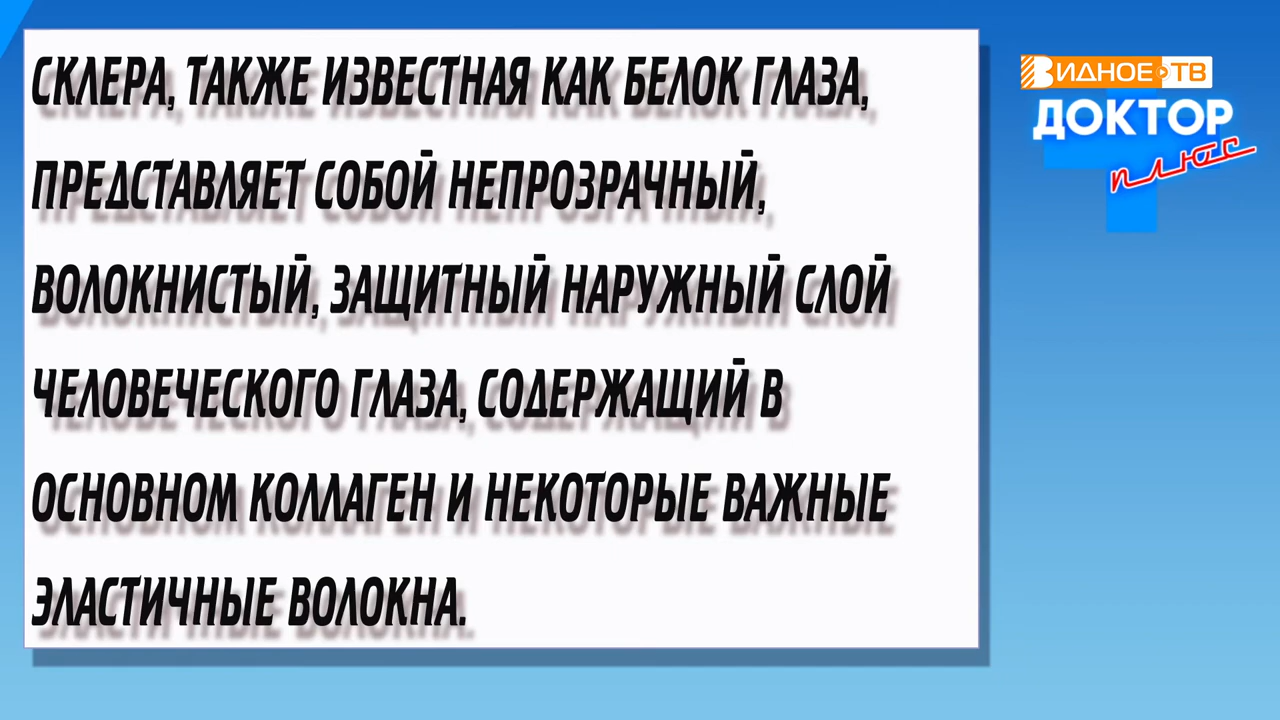 СКЛЕРА, ТАКЖЕ ИЗВЕСТНАЯ КАК БЕЛОК ГЛАЗА,
ПРЕДСТАВЛЯЕТ СОБОЙ НЕПРОЗРАЧНЫЙ,
ВОЛОКНИСТЫЙ, ЗАЩИТНЫЙ НАРУЖНЫЙ СЛОЙ
ЧЕЛОВЕЧЕСКОГО ГЛАЗА, СОДЕРЖАЩИЙ В
ОСНОВНОМ КОЛЛАГЕН И НЕКОТОРЫЕ ВАЖНЫЕ
ЭЛАСТИЧНЫЕ ВОЛОКНА.
ВИДНОЕ ТВ
ДОКТОР
плюс